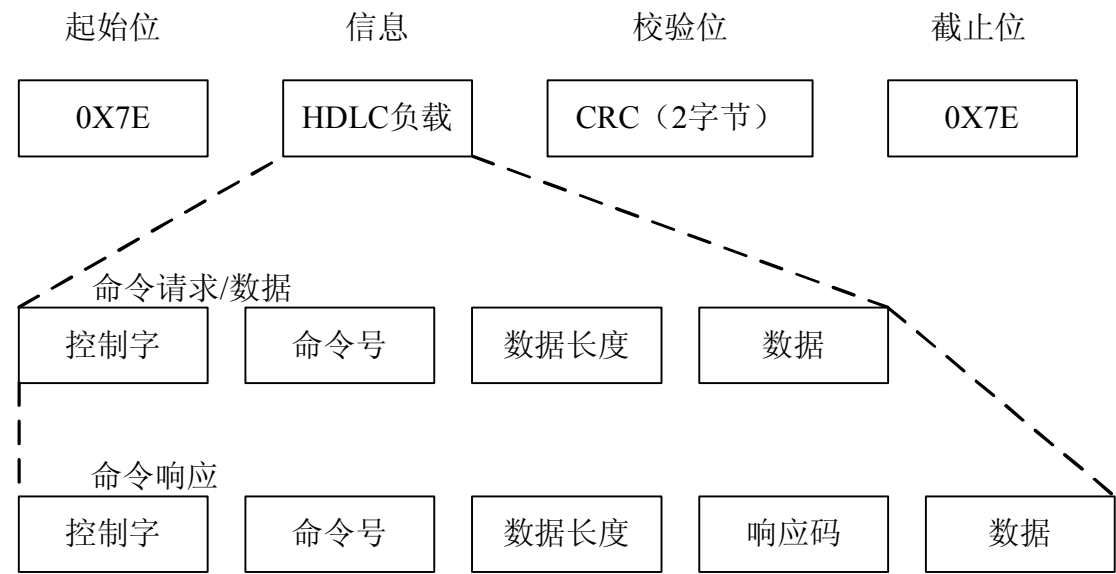 起始位 信息 校验位 截止位
0X7E HDLC负载 CRC（2字节） 0X7E
命令请求/数据
控制字 命令号 数据长度 数据
命令响应
控制字 命令号 数据长度 响应码 数据